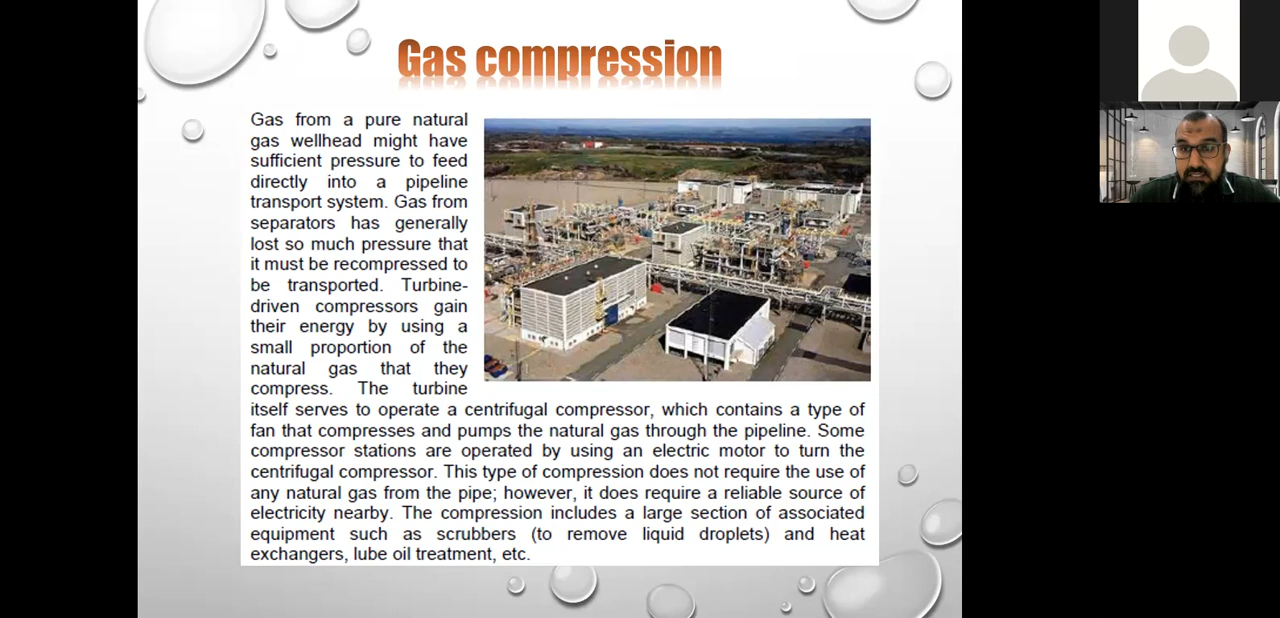 Gas compression
Gas from a pure natural
gas wellhead might have
sufficient pressure to feed
directly into a pipeline
transport system. Gas from
separators has generally
lost so much pressure that
it must be recompressed to
be transported. Turbine-
driven compressors gain
their energy by using a
small proportion of the
natural gas that they
compress. The turbine
itself serves to operate a centrifugal compressor, which contains a type of
fan that compresses and pumps the natural gas through the pipeline. Some
compressor stations are operated by using an electric motor to turn the
centrifugal compressor. This type of compression does not require the use of
any natural gas from the pipe; however, it does require a reliable source of
electricity nearby. The compression includes a large section of associated
equipment such as scrubbers (to remove liquid droplets) and heat
exchangers, lube oil treatment, etc.